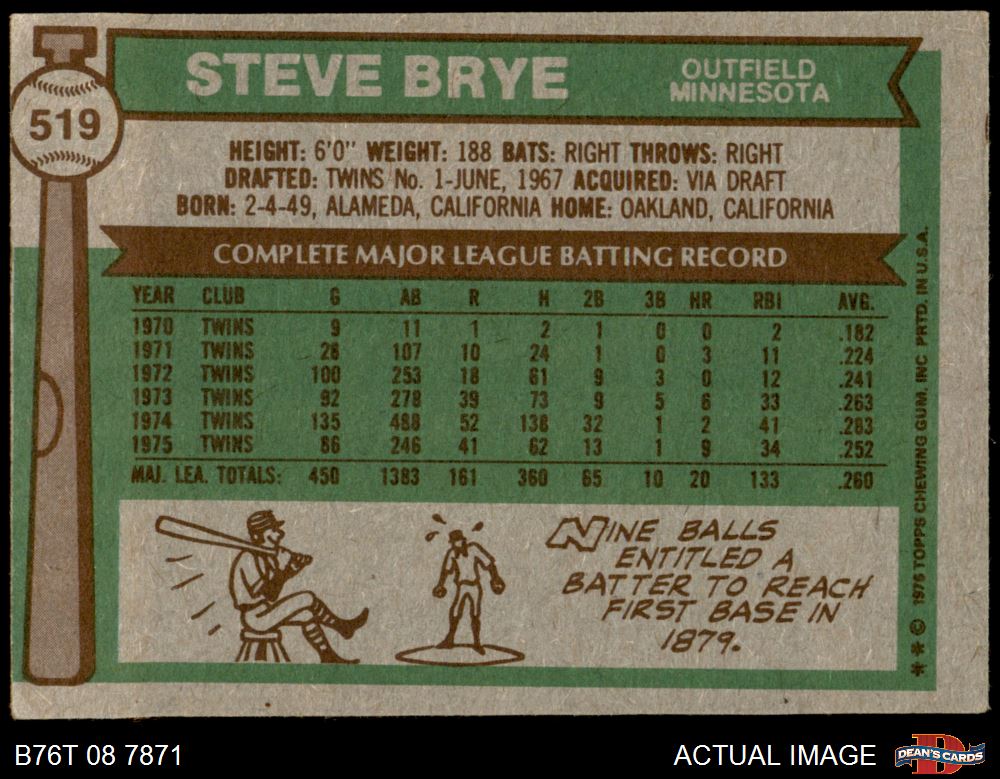 519
STEVE BRYE
OUTFIELD
MINNESOTA
HEIGHT: 6'0" WEIGHT: 188 BATS: RIGHT THROWS: RIGHT
DRAFTED: TWINS No. 1-JUNE, 1967 ACQUIRED: VIA DRAFT
BORN: 2-4-49, ALAMEDA, CALIFORNIA HOME: OAKLAND, CALIFORNIA
COMPLETE MAJOR LEAGUE BATTING RECORD
YEAR CLUB G AB R H 2B 3B HR RBI AVG.
1970 TWINS 9 11 1 2 1 0 0 2 .182
1971 TWINS 28 107 10 24 1 0 3 11 .224
1972 TWINS 100 253 18 61 9 3 0 12 .241
1973 TWINS 92 278 39 73 9 5 6 33 .263
1974 TWINS 135 488 52 138 32 1 2 41 .283
1975 TWINS 86 246 41 62 13 1 9 34 .252
MAJ. LEA. TOTALS: 450 1383 161 360 65 10 20 133 .260
NINE BALLS
ENTITLED A
BATTER TO REACH
FIRST BASE IN
1879.
** © 1976 TOPPS CHEWING GUM, INC PRTD. IN U.S.A.
B76T 08 7871
ACTUAL IMAGE
DEAN'S CARDS